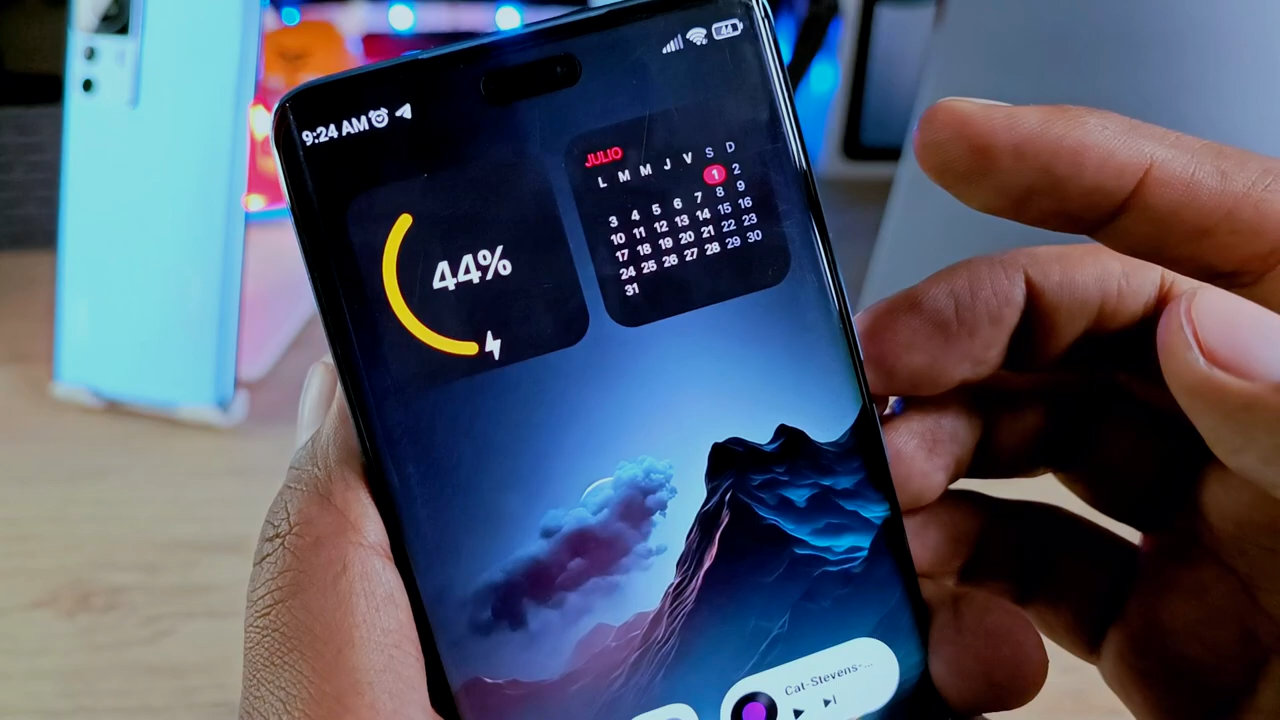 9:24 AM
44
44%
JULIO
L M M J V S D
1 2
3 4 5 6 7 8 9
10 11 12 13 14 15 16
17 18 19 20 21 22 23
24 25 26 27 28 29 30
31
Cat-Stevens-...